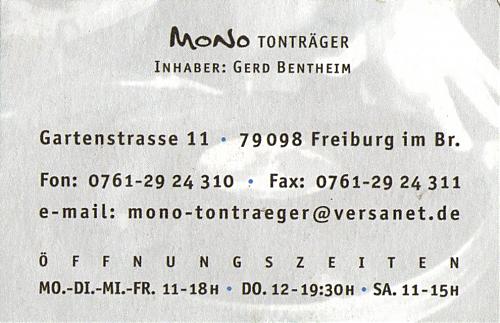 MONO TONTRÄGER
INHABER: GERD BENTHEIM
Gartenstrasse 11 • 79098 Freiburg im Br.
Fon: 0761-29 24 310 • Fax: 0761-29 24 311
e-mail: mono-tontraeger@versanet.de
ÖFFNUNGSZEITEN
MO.-DI.-MI.-FR. 11-18H • DO. 12-19:30H • SA. 11-15H